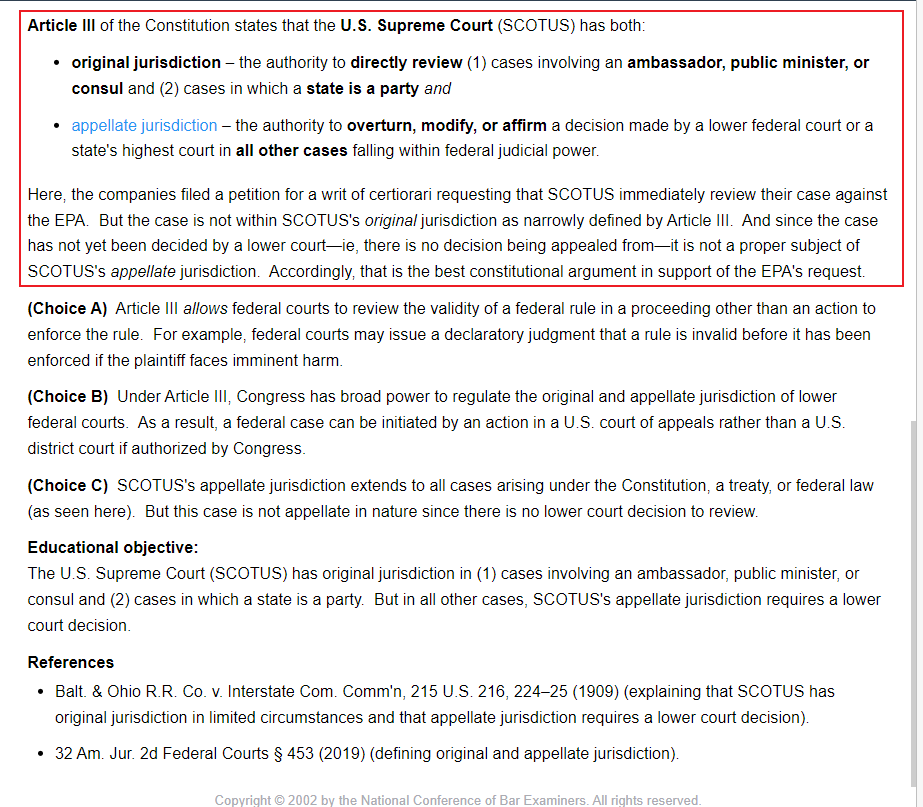 Article III of the Constitution states that the U.S. Supreme Court (SCOTUS) has both:
• original jurisdiction – the authority to directly review (1) cases involving an ambassador, public minister, or
consul and (2) cases in which a state is a party and
• appellate jurisdiction – the authority to overturn, modify, or affirm a decision made by a lower federal court or a
state's highest court in all other cases falling within federal judicial power.
Here, the companies filed a petition for a writ of certiorari requesting that SCOTUS immediately review their case against
the EPA.  But the case is not within SCOTUS's original jurisdiction as narrowly defined by Article III.  And since the case
has not yet been decided by a lower court—ie, there is no decision being appealed from—it is not a proper subject of
SCOTUS's appellate jurisdiction.  Accordingly, that is the best constitutional argument in support of the EPA's request.
(Choice A)  Article III allows federal courts to review the validity of a federal rule in a proceeding other than an action to
enforce the rule.  For example, federal courts may issue a declaratory judgment that a rule is invalid before it has been
enforced if the plaintiff faces imminent harm.
(Choice B)  Under Article III, Congress has broad power to regulate the original and appellate jurisdiction of lower
federal courts.  As a result, a federal case can be initiated by an action in a U.S. court of appeals rather than a U.S.
district court if authorized by Congress.
(Choice C)  SCOTUS's appellate jurisdiction extends to all cases arising under the Constitution, a treaty, or federal law
(as seen here).  But this case is not appellate in nature since there is no lower court decision to review.
Educational objective:
The U.S. Supreme Court (SCOTUS) has original jurisdiction in (1) cases involving an ambassador, public minister, or
consul and (2) cases in which a state is a party.  But in all other cases, SCOTUS's appellate jurisdiction requires a lower
court decision.
References
• Balt. & Ohio R.R. Co. v. Interstate Com. Comm'n, 215 U.S. 216, 224–25 (1909) (explaining that SCOTUS has
original jurisdiction in limited circumstances and that appellate jurisdiction requires a lower court decision).
• 32 Am. Jur. 2d Federal Courts § 453 (2019) (defining original and appellate jurisdiction).
Copyright © 2002 by the National Conference of Bar Examiners. All rights reserved.